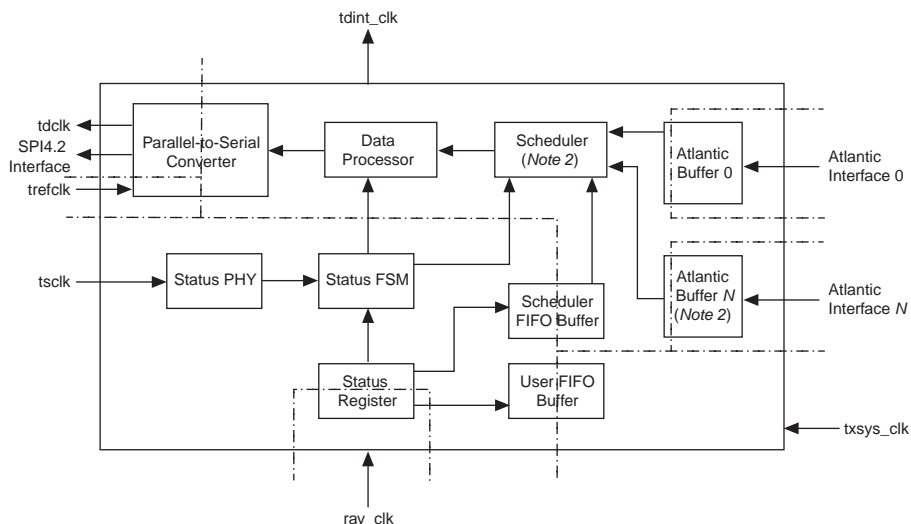 tdint_clk
tdclk
SPI4.2
Interface
trefclk
Parallel-to-Serial
Converter
Data
Processor
Scheduler
(Note 2)
Atlantic
Buffer 0
Atlantic
Interface 0
tsclk
Status PHY
Status FSM
Scheduler
FIFO Buffer
Atlantic
Buffer N
(Note 2)
Atlantic
Interface N
Status
Register
User FIFO
Buffer
txsys_clk
rav_clk